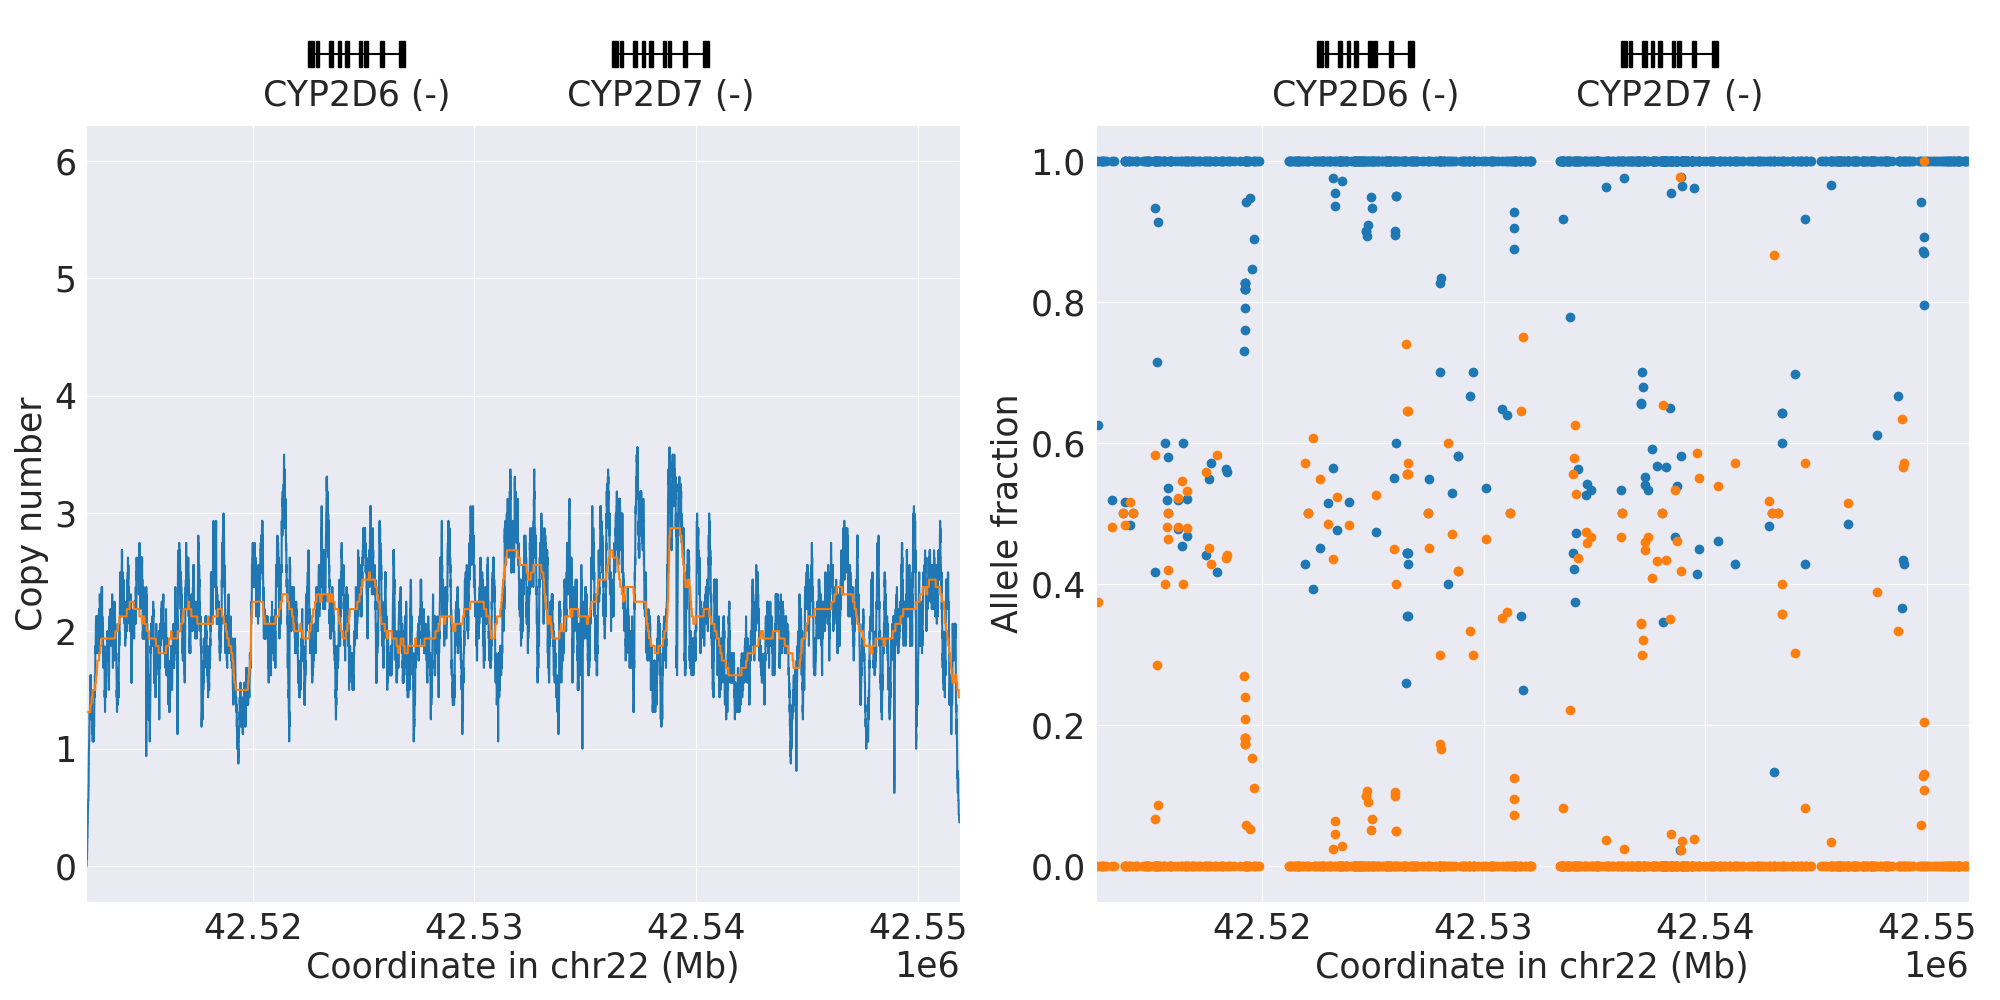 CYP2D6 (-) CYP2D7 (-)
6
5
4
3
2
1
0
Copy number
42.52 42.53 42.54 42.55
Coordinate in chr22 (Mb) 1e6
CYP2D6 (-) CYP2D7 (-)
1.0
0.8
0.6
0.4
0.2
0.0
Allele fraction
42.52 42.53 42.54 42.55
Coordinate in chr22 (Mb) 1e6